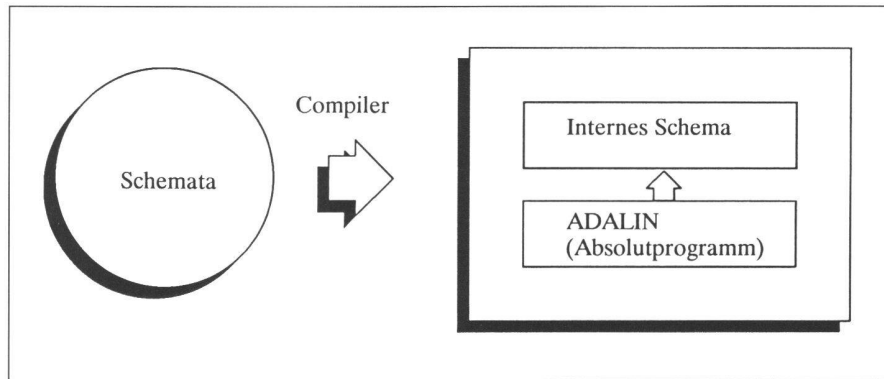 Compiler
Schemata
Internes Schema
ADALIN
(Absolutprogramm)